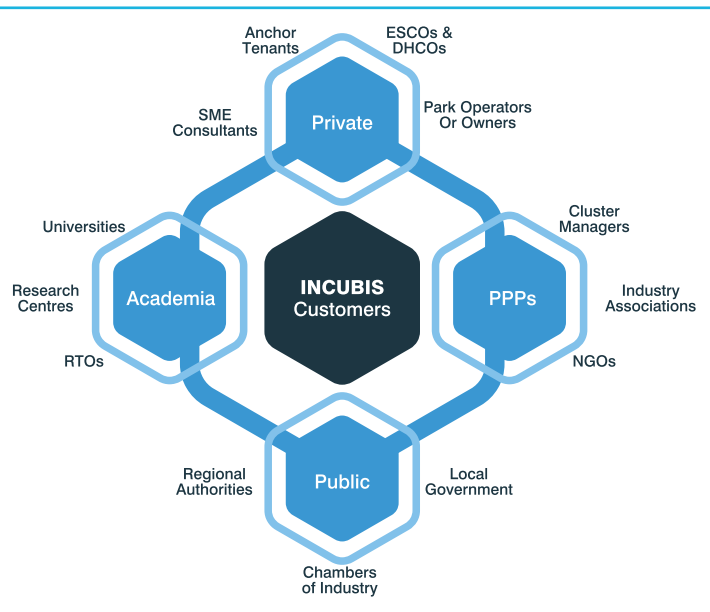 Anchor
Tenants
ESCOs &
DHCOs
SME
Consultants
Private
Park Operators
Or Owners
Universities
Research
Centres
RTOs
Academia
INCUBIS
Customers
PPPs
Cluster
Managers
Industry
Associations
NGOs
Regional
Authorities
Public
Local
Government
Chambers
of Industry